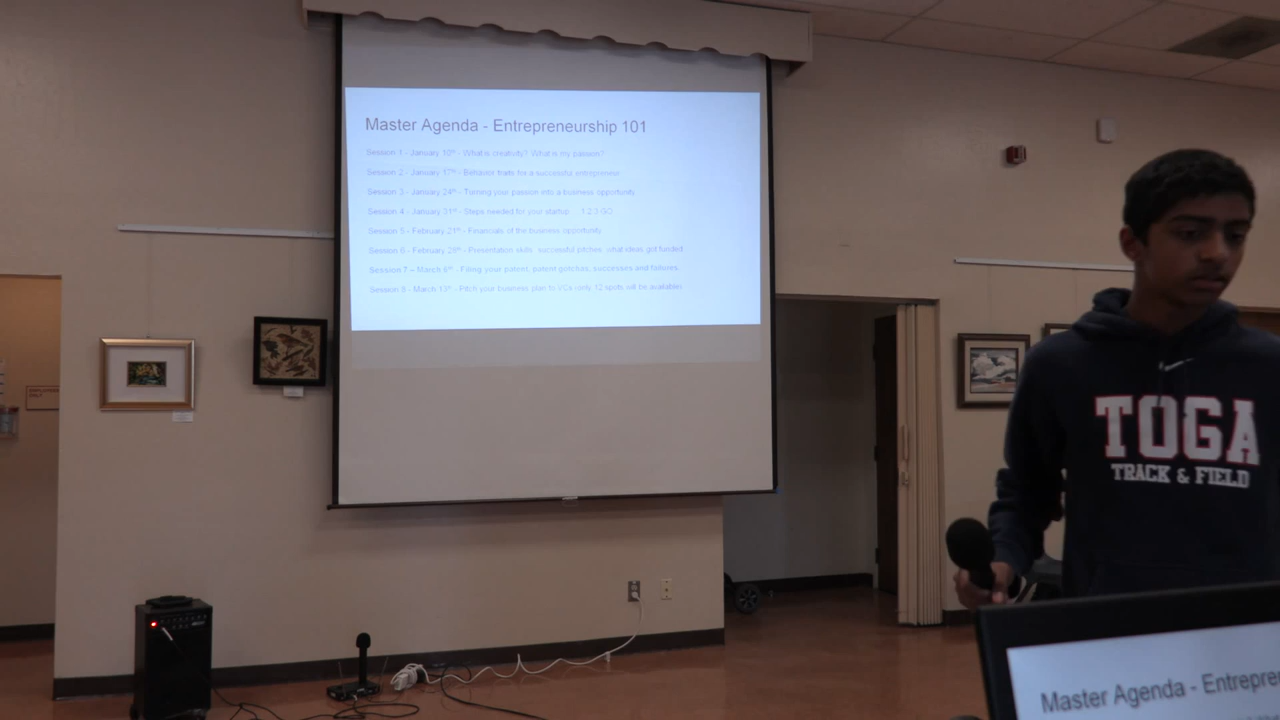 Master Agenda - Entrepreneurship 101
Session 1 - January 10th - What is creativity? What is my passion?
Session 2 - January 17th - Behavior traits for a successful entrepreneur
Session 3 - January 24th - Turning your passion into a business opportunity
Session 4 - January 31st - Steps needed for your startup ...1 2 3 GO
Session 5 - February 21st - Financials of the business opportunity
Session 6 - February 28th - Presentation skills, successful pitches, what ideas got funded
Session 7 – March 6th - Filing your patent, patent gotchas, successes and failures.
Session 8 - March 13th - Pitch your business plan to VCs (only 12 spots will be available)
TOGA
TRACK & FIELD
Master Agenda - Entreprene